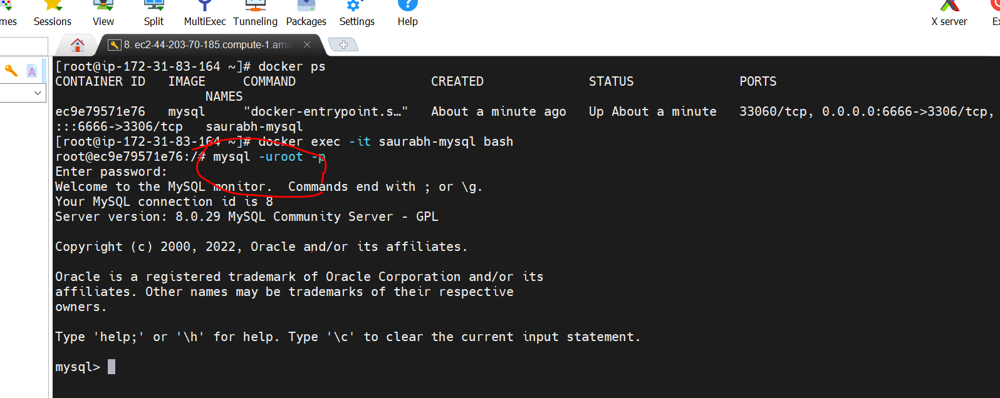 mes Sessions View Split MultiExec Tunneling Packages Settings Help X server Ex
8. ec2-44-203-70-185.compute-1.ama
A
[root@ip-172-31-83-164 ~]# docker ps
CONTAINER ID   IMAGE     COMMAND                  CREATED              STATUS              PORTS
                    NAMES
ec9e79571e76   mysql     "docker-entrypoint.s…"   About a minute ago   Up About a minute   33060/tcp, 0.0.0.0:6666->3306/tcp,
:::6666->3306/tcp   saurabh-mysql
[root@ip-172-31-83-164 ~]# docker exec -it saurabh-mysql bash
root@ec9e79571e76:/# mysql -uroot -p
Enter password:
Welcome to the MySQL monitor.  Commands end with ; or \g.
Your MySQL connection id is 8
Server version: 8.0.29 MySQL Community Server - GPL
Copyright (c) 2000, 2022, Oracle and/or its affiliates.
Oracle is a registered trademark of Oracle Corporation and/or its
affiliates. Other names may be trademarks of their respective
owners.
Type 'help;' or '\h' for help. Type '\c' to clear the current input statement.
mysql>